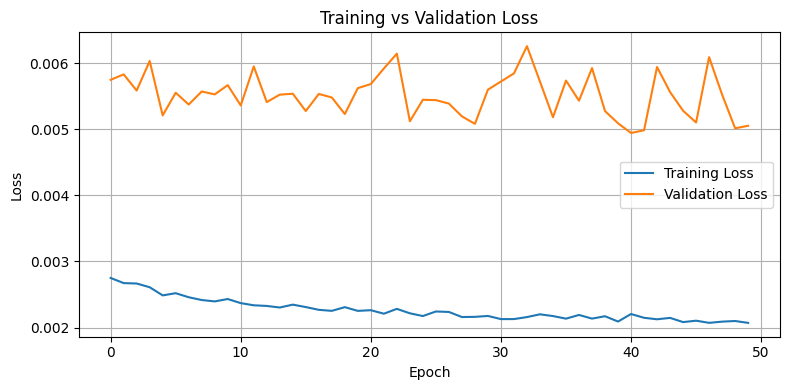 Training vs Validation Loss
Loss
0.006
0.005
0.004
0.003
0.002
Training Loss
Validation Loss
0
10
20
30
40
50
Epoch